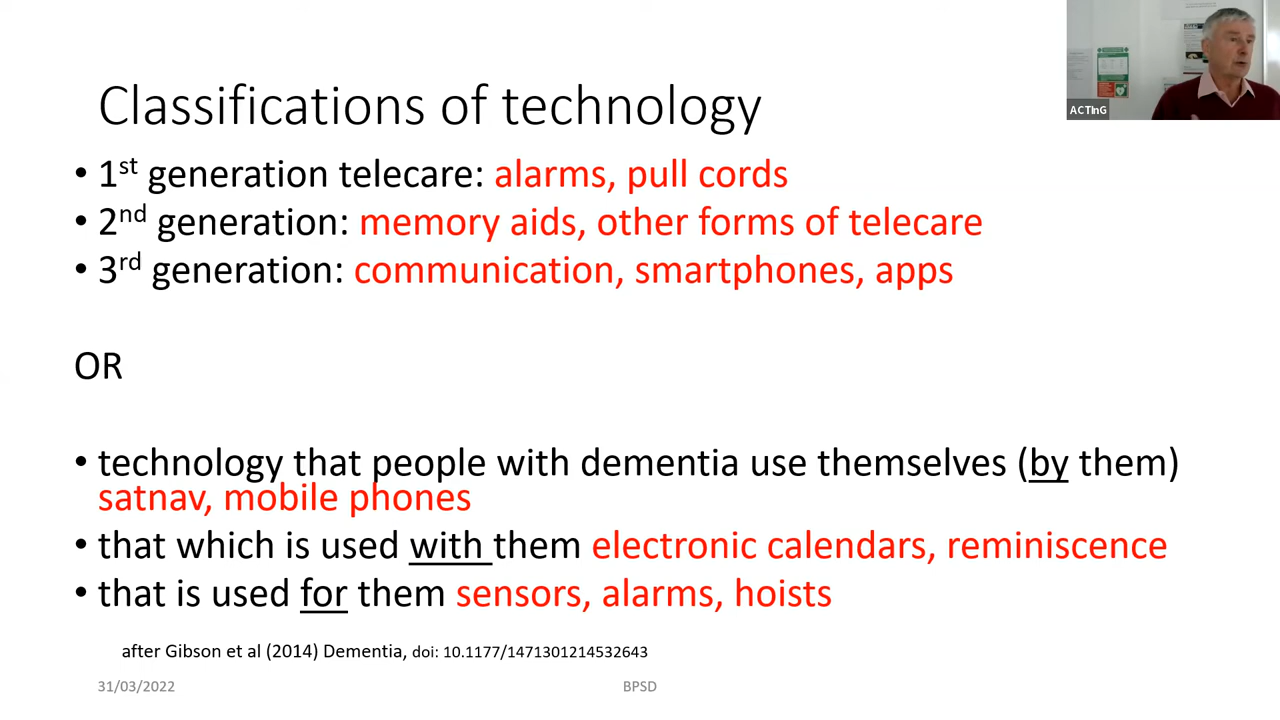 ACTInG
Classifications of technology
• 1st generation telecare: alarms, pull cords
• 2nd generation: memory aids, other forms of telecare
• 3rd generation: communication, smartphones, apps
OR
• technology that people with dementia use themselves (by them)
satnav, mobile phones
• that which is used with them electronic calendars, reminiscence
• that is used for them sensors, alarms, hoists
after Gibson et al (2014) Dementia, doi: 10.1177/1471301214532643
31/03/2022
BPSD